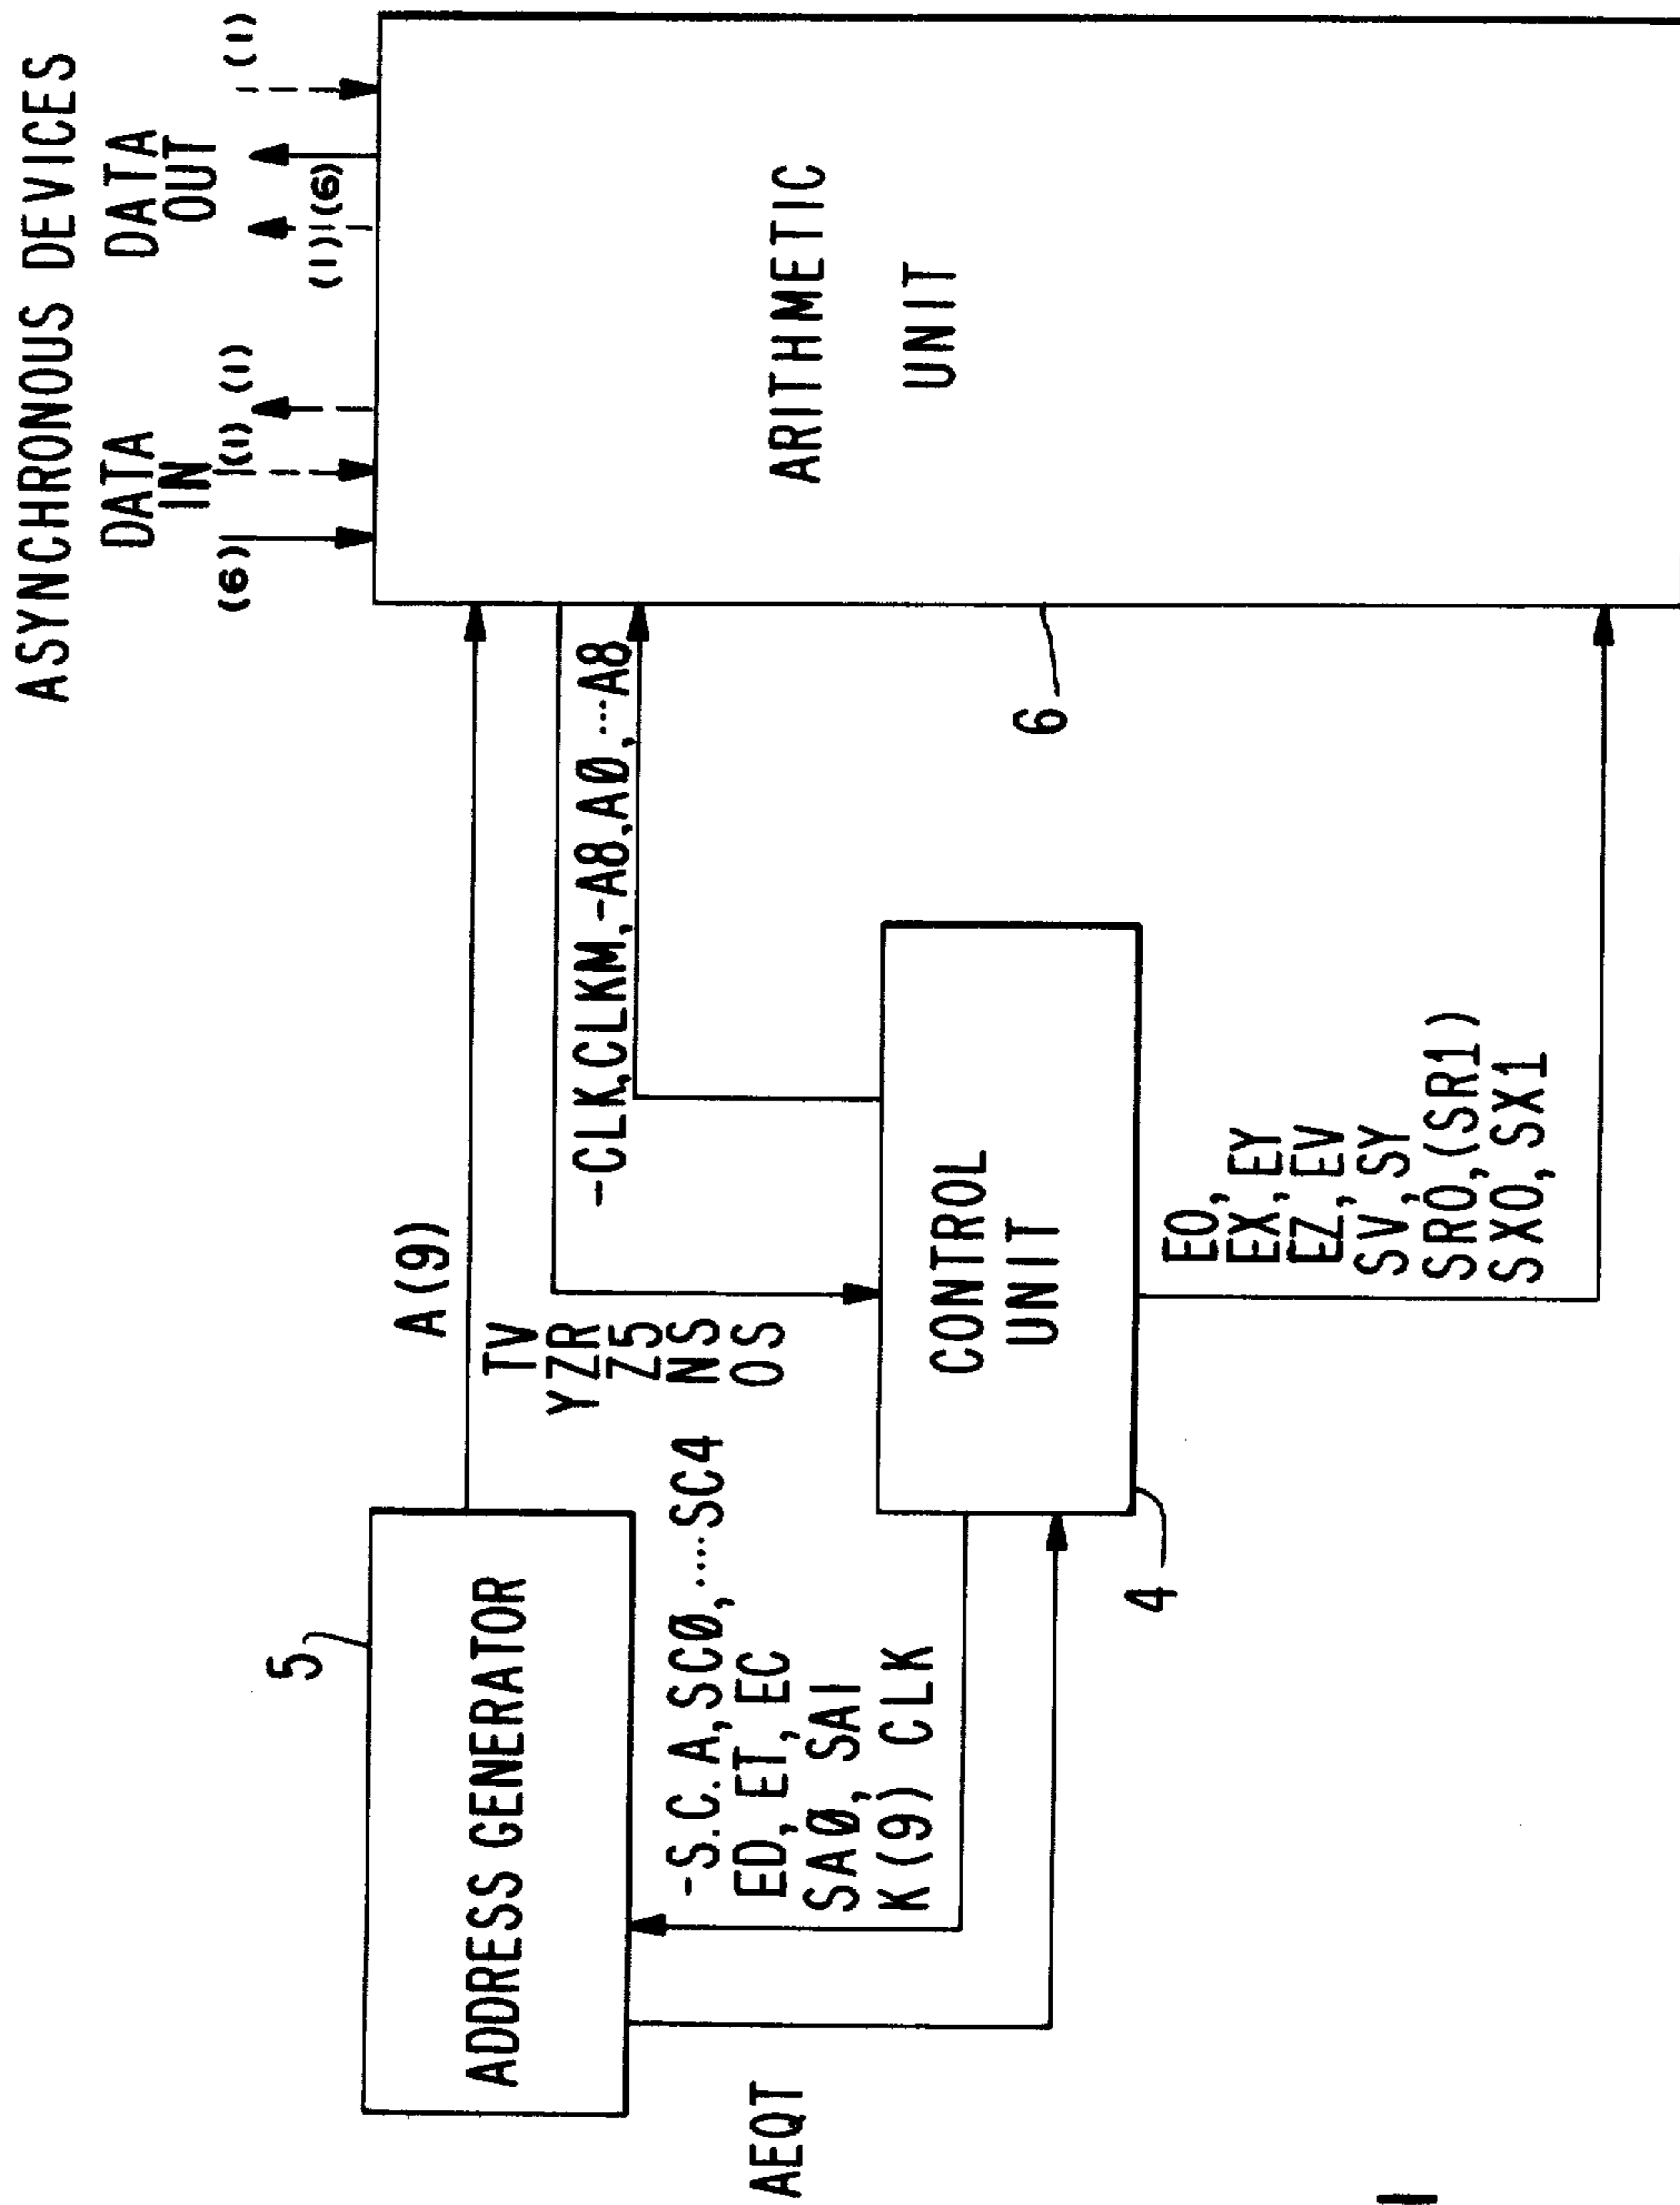 ASYNCHRONOUS DEVICES
DATA
IN
DATA
OUT
(6)
(1)
(1)
(1)
(6)
(1)
A(9)
5
ADDRESS GENERATOR
TV
YZR
Z5
NS
OS
-CLK,CLKM,-A8,AØ,...A8
ARITHMETIC
UNIT
-S.C.A,SCØ,....SC4
ED,ET,EC
SAØ, SAI
K(9) CLK
AEQT
CONTROL
UNIT
4
6
EO,
EX,EY
EZ,EV
SV,SY
SRO,(SR1)
SXO,SX1